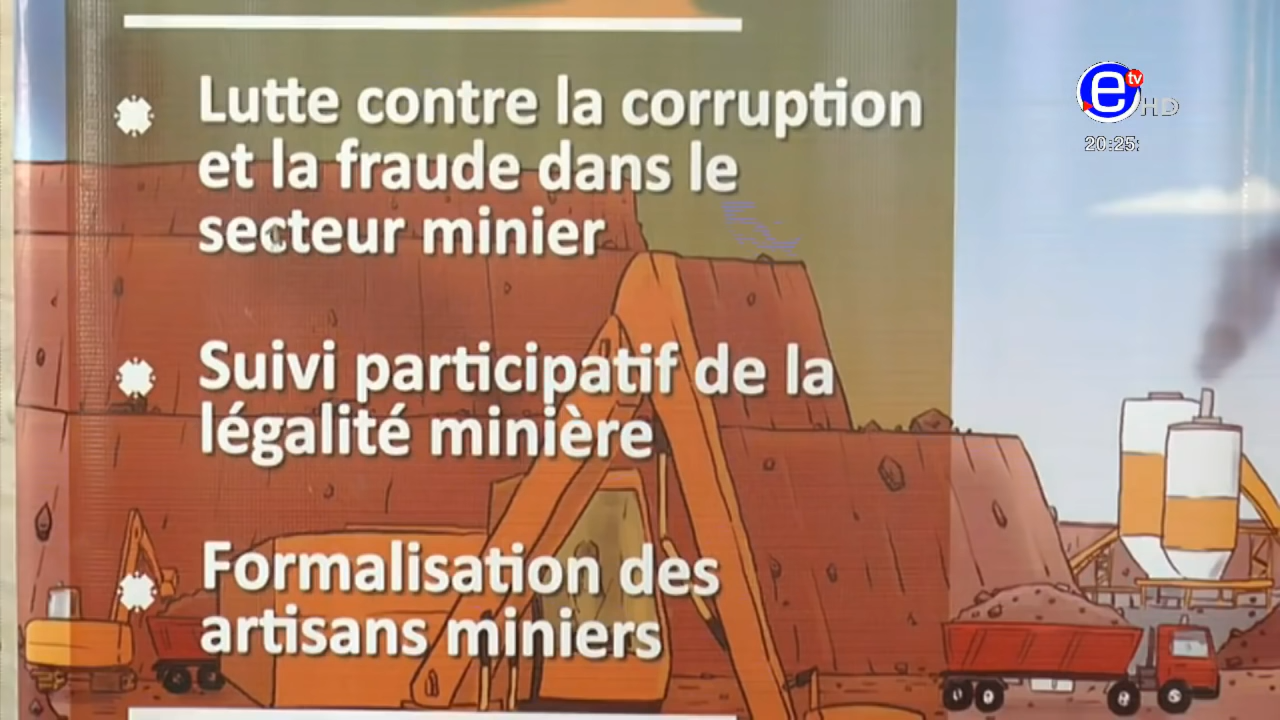 Lutte contre la corruption
et la fraude dans le
secteur minier
Suivi participatif de la
légalité minière
Formalisation des
artisans miniers
e tv
HD
20:25: